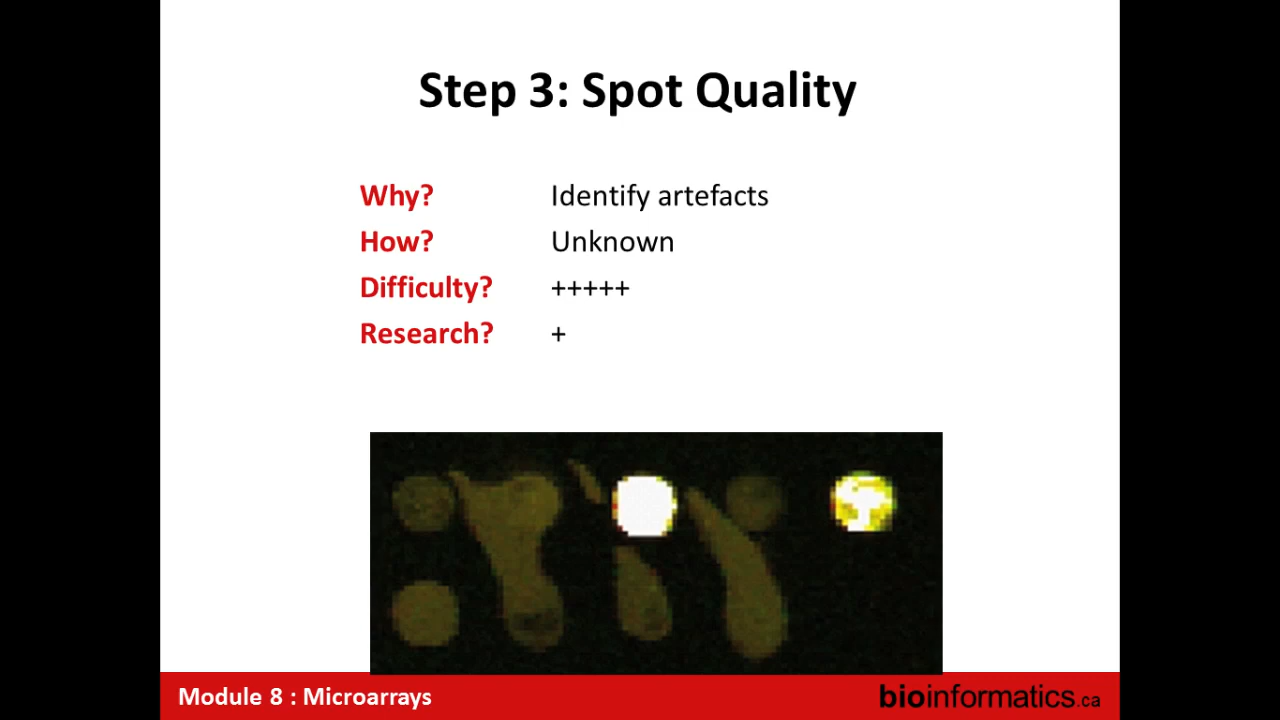 Step 3: Spot Quality
Why? Identify artefacts
How? Unknown
Difficulty? +++++
Research? +
Module 8 : Microarrays
bioinformatics.ca